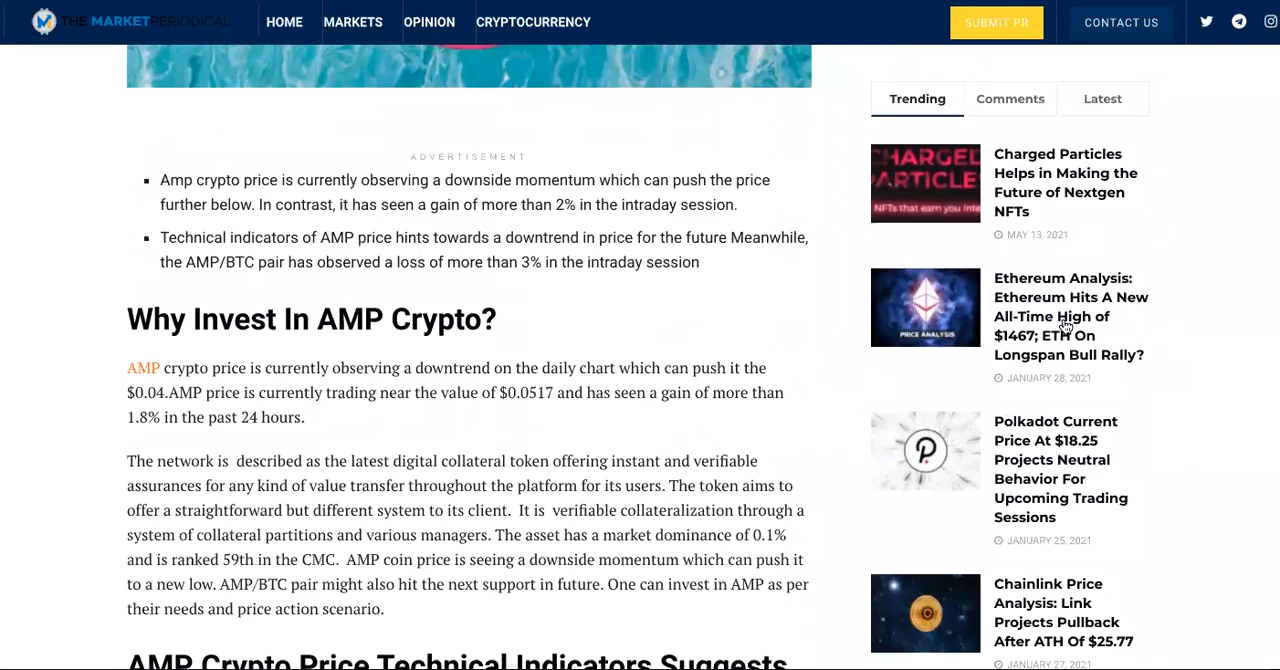 THE MARKETPERIODICAL
HOME
MARKETS
OPINION
CRYPTOCURRENCY
SUBMIT PR
CONTACT US
ADVERTISEMENT
Amp crypto price is currently observing a downside momentum which can push the price
further below. In contrast, it has seen a gain of more than 2% in the intraday session.
Technical indicators of AMP price hints towards a downtrend in price for the future Meanwhile,
the AMP/BTC pair has observed a loss of more than 3% in the intraday session
Why Invest In AMP Crypto?
AMP crypto price is currently observing a downtrend on the daily chart which can push it the
$0.04.AMP price is currently trading near the value of $0.0517 and has seen a gain of more than
1.8% in the past 24 hours.
The network is  described as the latest digital collateral token offering instant and verifiable
assurances for any kind of value transfer throughout the platform for its users. The token aims to
offer a straightforward but different system to its client.  It is  verifiable collateralization through a
system of collateral partitions and various managers. The asset has a market dominance of 0.1%
and is ranked 59th in the CMC.  AMP coin price is seeing a downside momentum which can push it
to a new low. AMP/BTC pair might also hit the next support in future. One can invest in AMP as per
their needs and price action scenario.
AMP Crypto Price Technical Indicators Suggests
Trending
Comments
Latest
CHARGED
PARTICLE
NFTs that earn you Inte
Charged Particles
Helps in Making the
Future of Nextgen
NFTs
MAY 13, 2021
PRICE ANALYSIS
Ethereum Analysis:
Ethereum Hits A New
All-Time High of
$1467; ETH On
Longspan Bull Rally?
JANUARY 28, 2021
Polkadot Current
Price At $18.25
Projects Neutral
Behavior For
Upcoming Trading
Sessions
JANUARY 25, 2021
Chainlink Price
Analysis: Link
Projects Pullback
After ATH Of $25.77
JANUARY 27, 2021